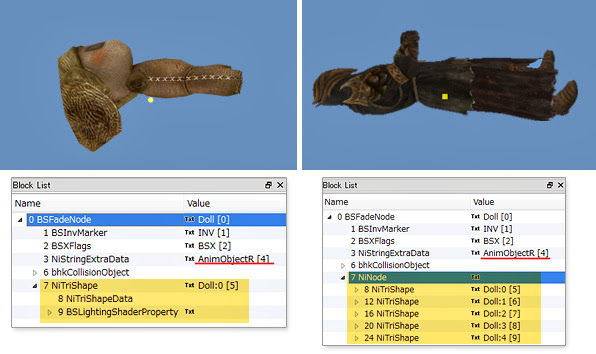 Block List
Name Value
0 BSFadeNode Txt Doll [0]
1 BSInvMarker Txt INV [1]
2 BSXFlags Txt BSX [2]
3 NiStringExtraData Txt AnimObjectR [4]
6 bhkCollisionObject
7 NiTriShape Txt Doll:0 [5]
8 NiTriShapeData
9 BSLightingShaderProperty Txt
Block List
Name Value
0 BSFadeNode Txt Doll [0]
1 BSInvMarker Txt INV [1]
2 BSXFlags Txt BSX [2]
3 NiStringExtraData Txt AnimObjectR [4]
6 bhkCollisionObject
7 NiNode Txt
8 NiTriShape Txt Doll:0 [5]
12 NiTriShape Txt Doll:1 [6]
16 NiTriShape Txt Doll:2 [7]
20 NiTriShape Txt Doll:3 [8]
24 NiTriShape Txt Doll:4 [9]